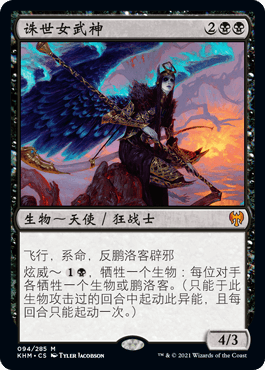 诛世女武神 2
生物～天使／狂战士
飞行，系命，反鹏洛客辟邪
炫威～1，牺牲一个生物：每位对手
各牺牲一个生物或鹏洛客。（只能于此
生物攻击过的回合中起动此异能，且每
回合只能起动一次。）
4/3
094/285 M
KHM • CS TYLER JACOBSON
™ & © 2021 Wizards of the Coast